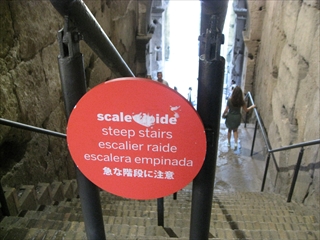 scale ripide
steep stairs
escalier raide
escalera empinada
急な階段に注意